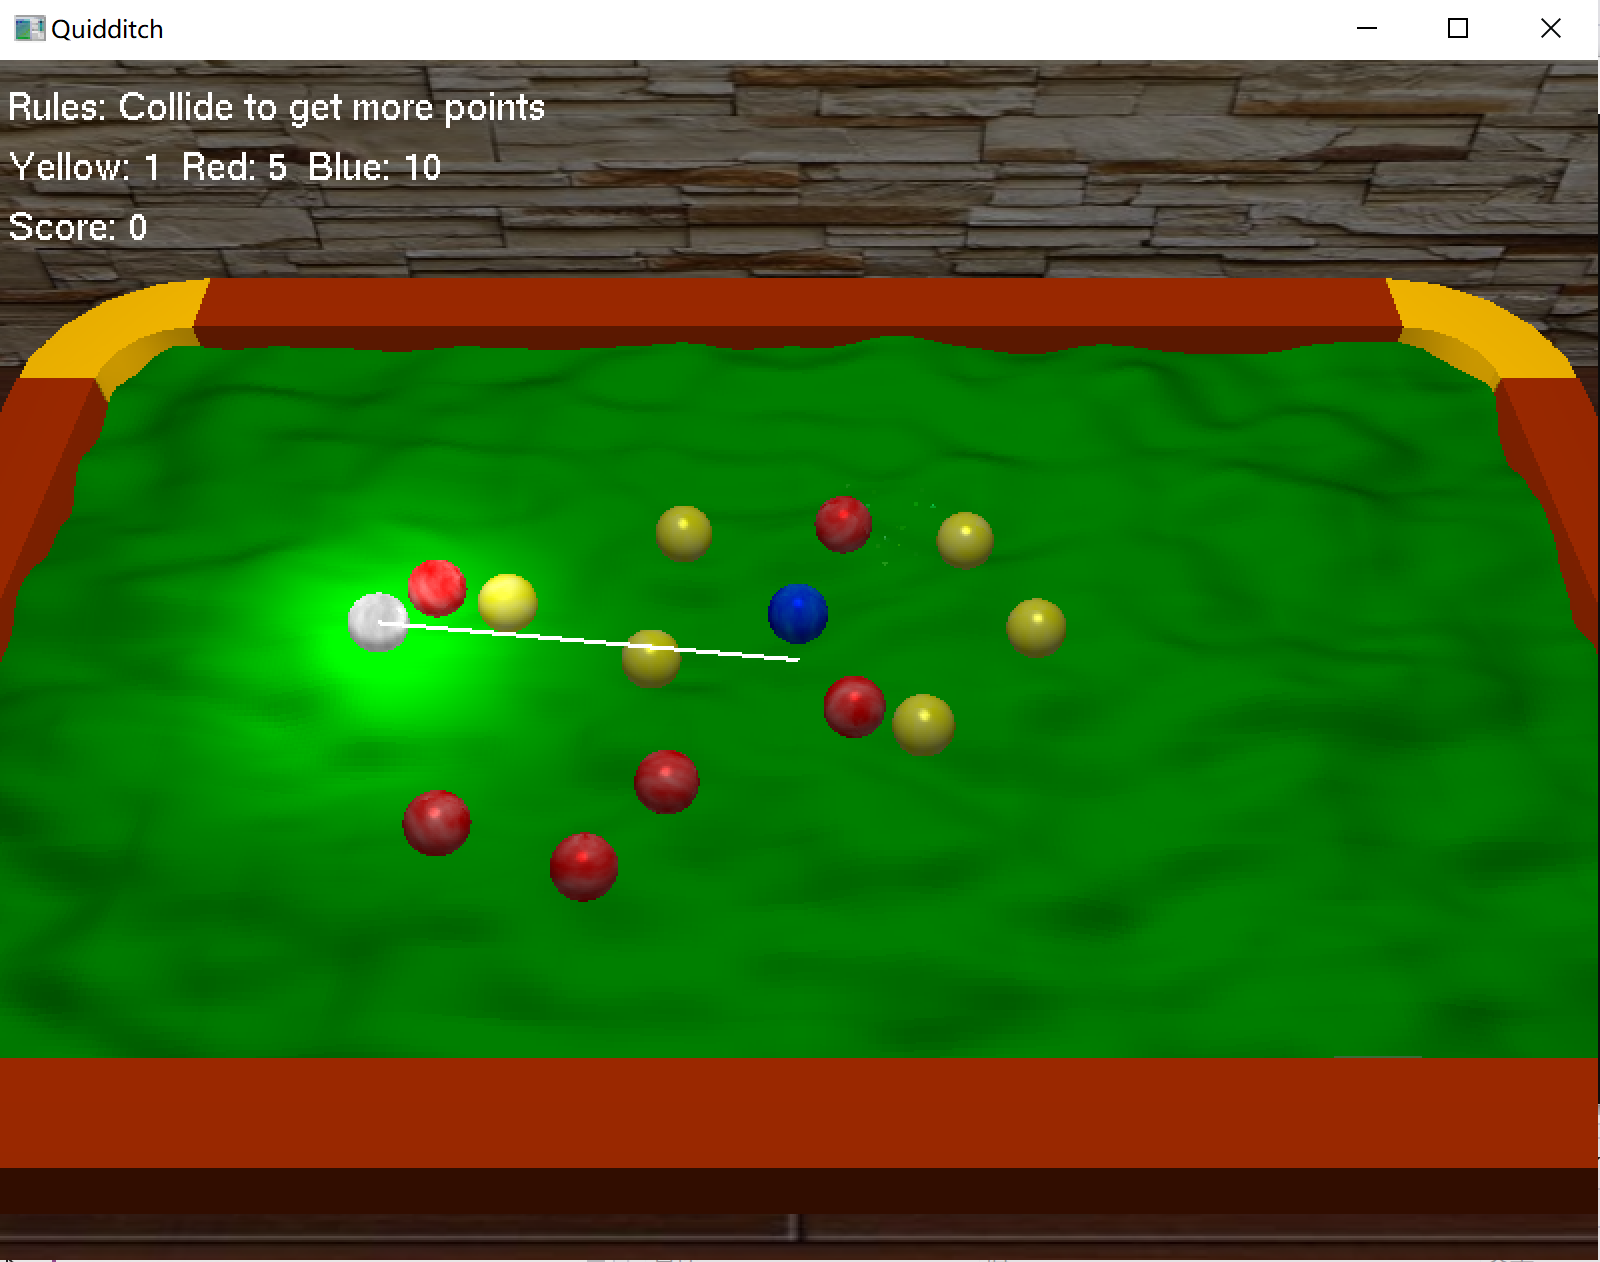 Quidditch
Rules: Collide to get more points
Yellow: 1  Red: 5  Blue: 10
Score: 0